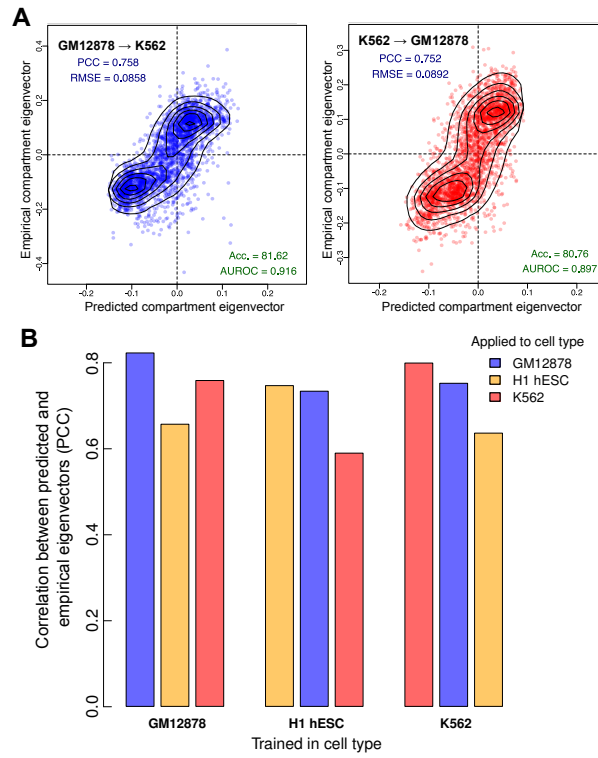 A
GM12878 → K562
PCC = 0.758
RMSE = 0.0858
Acc. = 81.62
AUROC = 0.916
Empirical compartment eigenvector
0.4
0.2
0.0
-0.2
-0.4
-0.2
-0.1
0.0
0.1
0.2
Predicted compartment eigenvector
K562 → GM12878
PCC = 0.752
RMSE = 0.0892
Acc. = 80.76
AUROC = 0.897
Empirical compartment eigenvector
0.3
0.2
0.1
0.0
-0.1
-0.2
-0.3
-0.2
-0.1
0.0
0.1
0.2
Predicted compartment eigenvector
B
Applied to cell type
GM12878
H1 hESC
K562
Correlation between predicted and
empirical eigenvectors (PCC)
0.8
0.6
0.4
0.2
0.0
GM12878
H1 hESC
K562
Trained in cell type